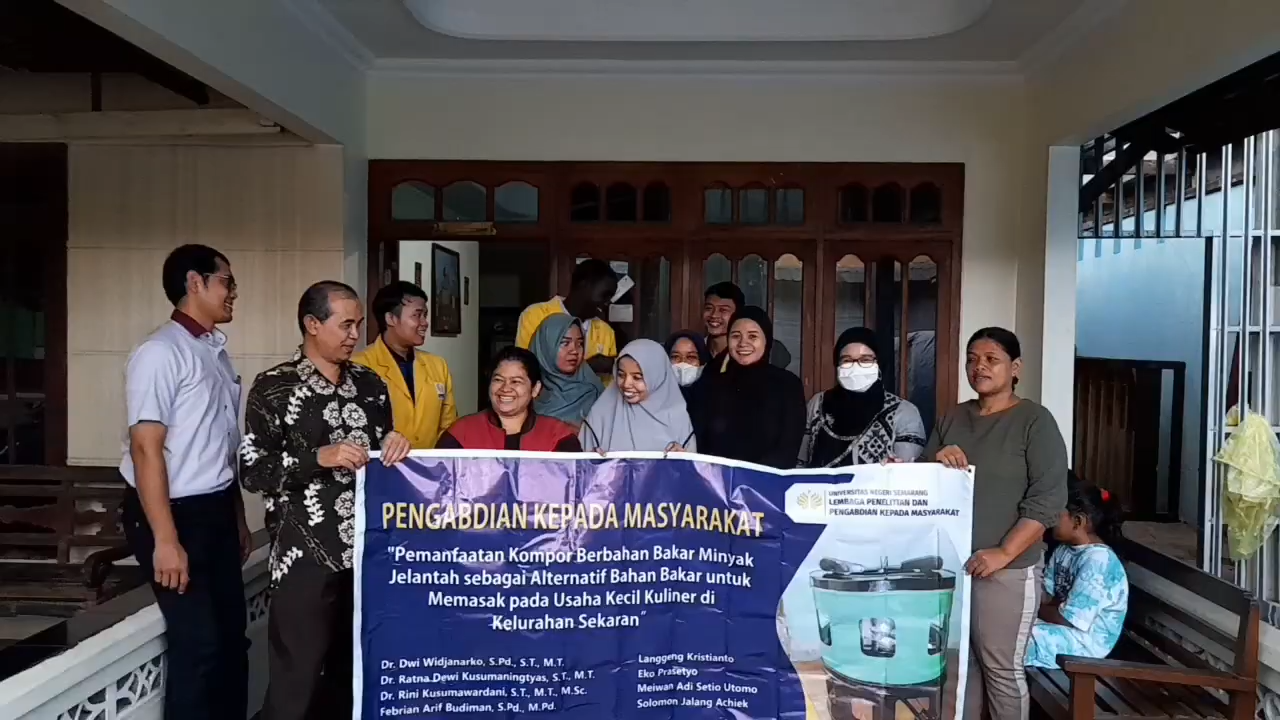 PENGABDIAN KEPADA MASYARAKAT
"Pemanfaatan Kompor Berbahan Bakar Minyak
Jelantah sebagai Alternatif Bahan Bakar untuk
Memasak pada Usaha Kecil Kuliner di
Kelurahan Sekaran"
Dr. Dwi Widjanarko, S.Pd., S.T., M.T.
Dr. Ratna Dewi Kusumaningtyas, S.T., M.T.
Dr. Rini Kusumawardani, S.T., M.T., M.Sc.
Febrian Arif Budiman, S.Pd., M.Pd.
Langgeng Kristianto
Eko Prasetyo
Meiwan Adi Setio Utomo
Solomon Jalang Achiek
UNIVERSITAS NEGERI SEMARANG
LEMBAGA PENELITIAN DAN
PENGABDIAN KEPADA MASYARAKAT